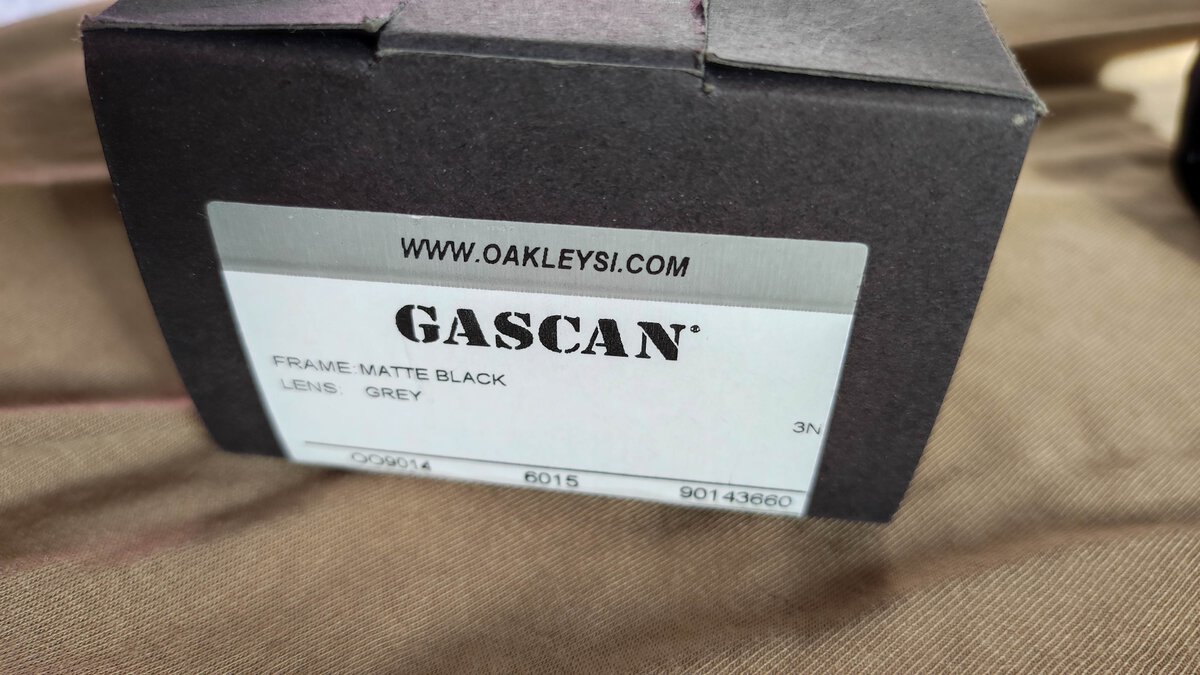 WWW.OAKLEYSI.COM
GASCAN®
FRAME: MATTE BLACK
LENS: GREY
3N
OO9014 6015 90143660